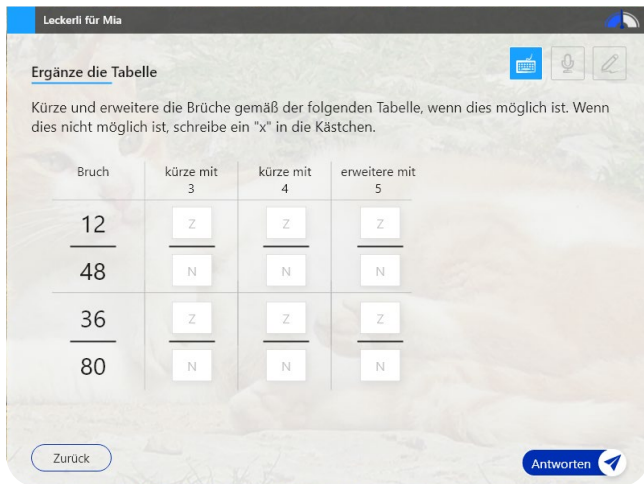 Leckerli für Mia
Ergänze die Tabelle
Kürze und erweitere die Brüche gemäß der folgenden Tabelle, wenn dies möglich ist. Wenn
dies nicht möglich ist, schreibe ein "x" in die Kästchen.
Bruch kürze mit 3 kürze mit 4 erweitere mit 5
12 Z Z Z
48 N N N
36 Z Z Z
80 N N N
Zurück
Antworten